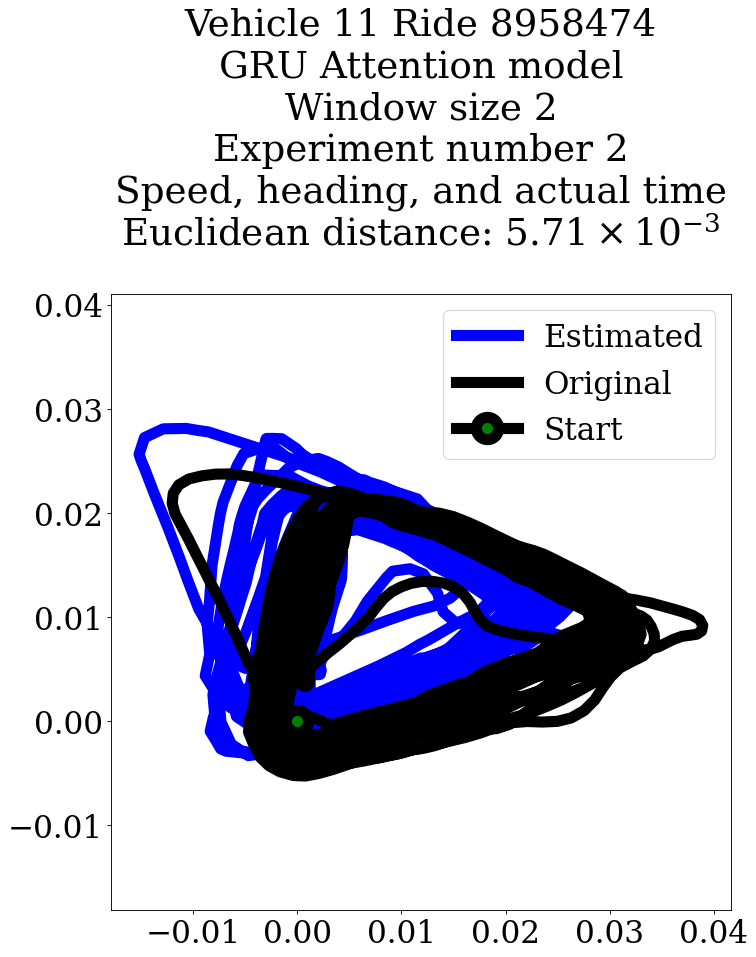 Vehicle 11 Ride 8958474
GRU Attention model
Window size 2
Experiment number 2
Speed, heading, and actual time
Euclidean distance: 5.71 × 10⁻³
Estimated
Original
Start
0.04
0.03
0.02
0.01
0.00
−0.01
−0.01 0.00 0.01 0.02 0.03 0.04